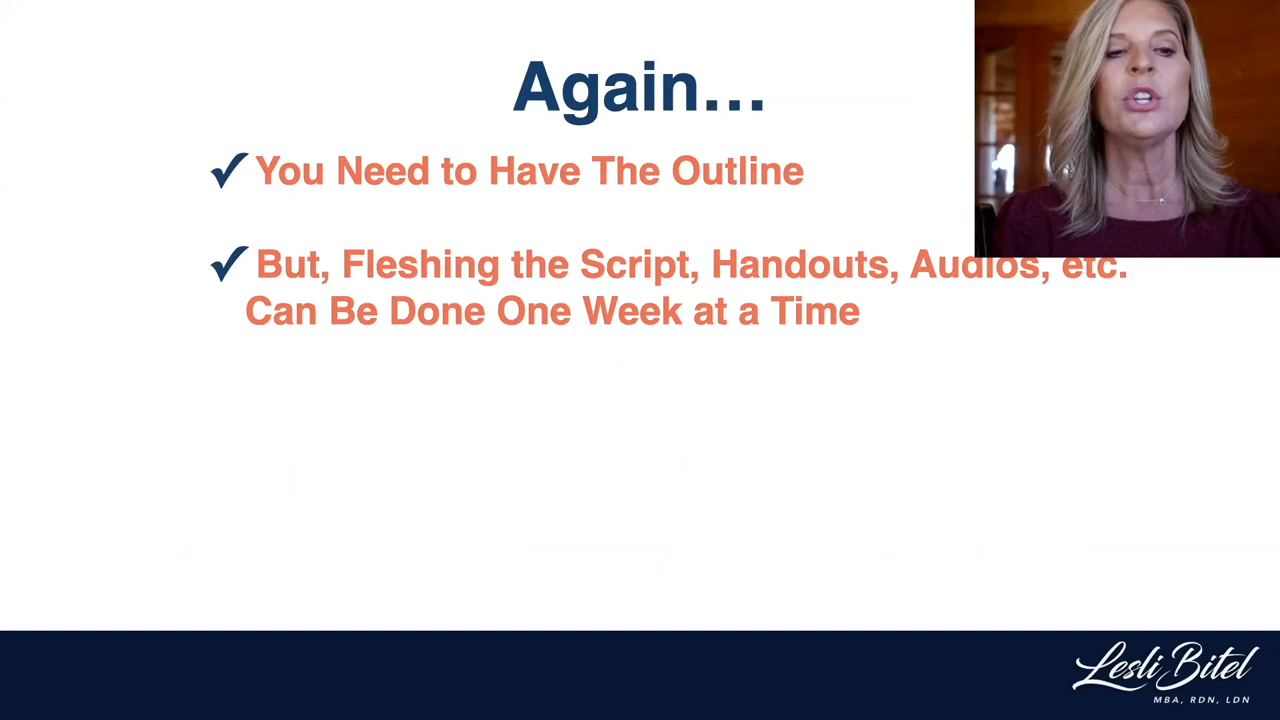 Again...
✓ You Need to Have The Outline
✓ But, Fleshing the Script, Handouts, Audios, etc.
Can Be Done One Week at a Time
Lesli Bitel
MBA, RDN, LDN